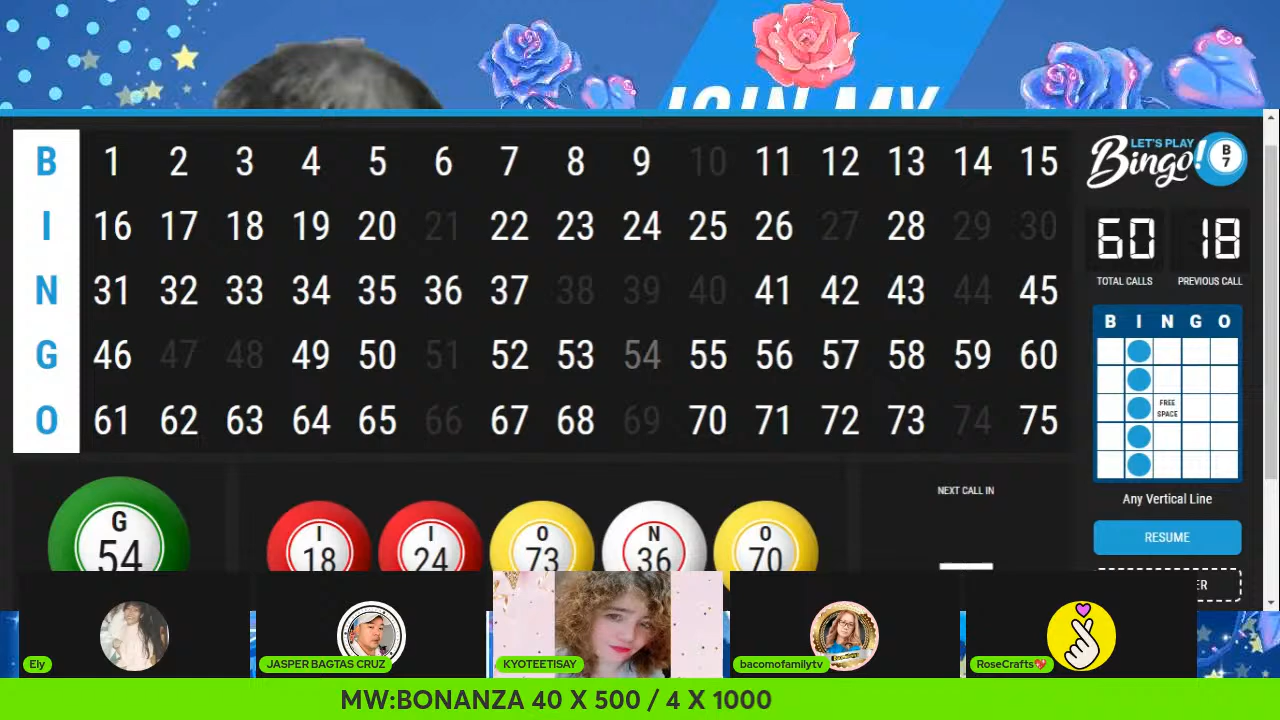 JOIN MY
B 1 2 3 4 5 6 7 8 9 10 11 12 13 14 15
I 16 17 18 19 20 21 22 23 24 25 26 27 28 29 30
N 31 32 33 34 35 36 37 38 39 40 41 42 43 44 45
G 46 47 48 49 50 51 52 53 54 55 56 57 58 59 60
O 61 62 63 64 65 66 67 68 69 70 71 72 73 74 75
LET'S PLAY
Bingo!
B
7
60 18
TOTAL CALLS PREVIOUS CALL
B I N G O
FREE
SPACE
Any Vertical Line
RESUME
NEXT CALL IN
G
54
I
18
I
24
O
73
N
36
O
70
Ely
JASPER BAGTAS CRUZ
KYOTEETISAY
bacomofamilytv
RoseCrafts💖
MW:BONANZA 40 X 500 / 4 X 1000